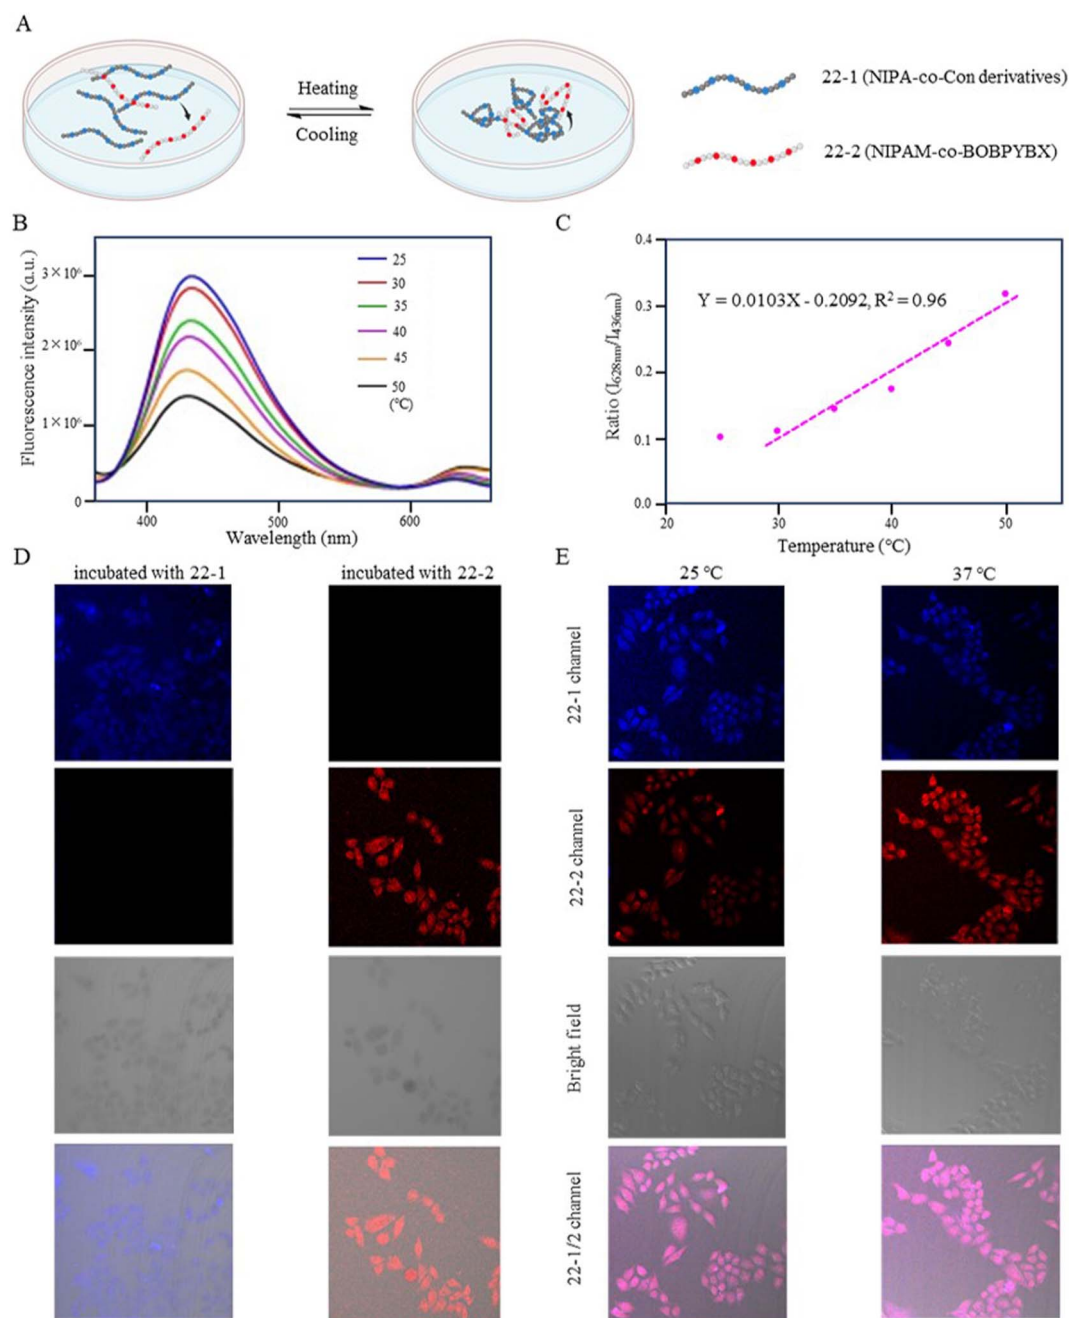 A
Heating
Cooling
22-1 (NIPA-co-Con derivatives)
22-2 (NIPAM-co-BOBPYBX)
B
Fluorescence intensity (a.u.)
3×10⁶
2×10⁶
1×10⁶
0
400
500
600
Wavelength (nm)
25
30
35
40
45
50
(℃)
C
Ratio (I628nm/I436nm)
0.4
0.3
0.2
0.1
0.0
20
30
40
50
Temperature (℃)
Y = 0.0103X - 0.2092, R² = 0.96
D
incubated with 22-1
incubated with 22-2
E
25 ℃
37 ℃
22-1 channel
22-2 channel
Bright field
22-1/2 channel